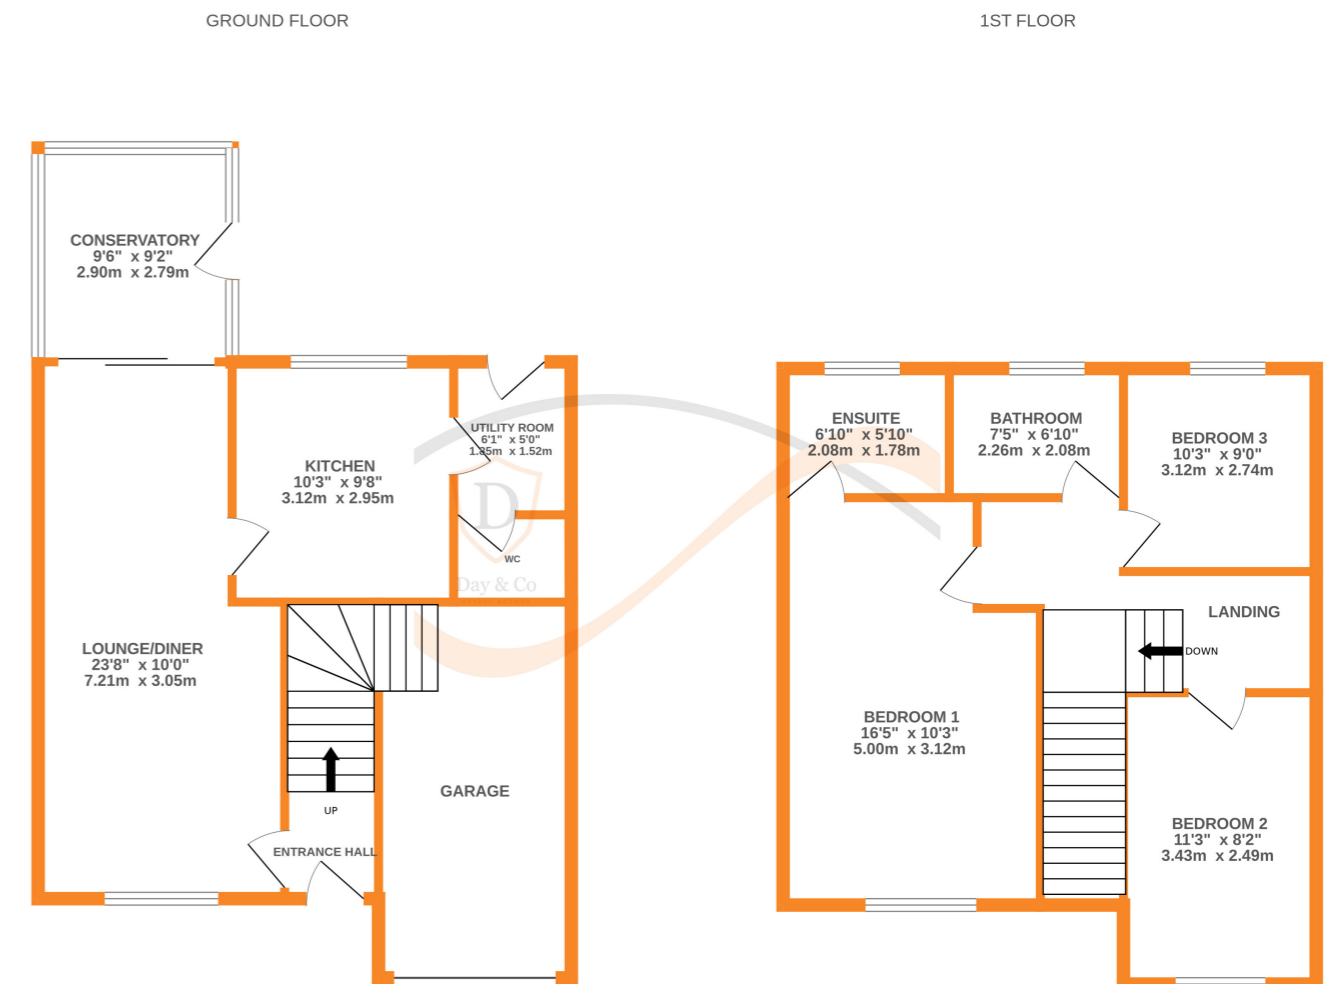 GROUND FLOOR
1ST FLOOR
CONSERVATORY
9'6" x 9'2"
2.90m x 2.79m
KITCHEN
10'3" x 9'8"
3.12m x 2.95m
UTILITY ROOM
6'1" x 5'0"
1.85m x 1.52m
D
WC
Day & Co
LOUNGE/DINER
23'8" x 10'0"
7.21m x 3.05m
GARAGE
UP
ENTRANCE HALL
ENSUITE
6'10" x 5'10"
2.08m x 1.78m
BATHROOM
7'5" x 6'10"
2.26m x 2.08m
BEDROOM 3
10'3" x 9'0"
3.12m x 2.74m
LANDING
DOWN
BEDROOM 1
16'5" x 10'3"
5.00m x 3.12m
BEDROOM 2
11'3" x 8'2"
3.43m x 2.49m